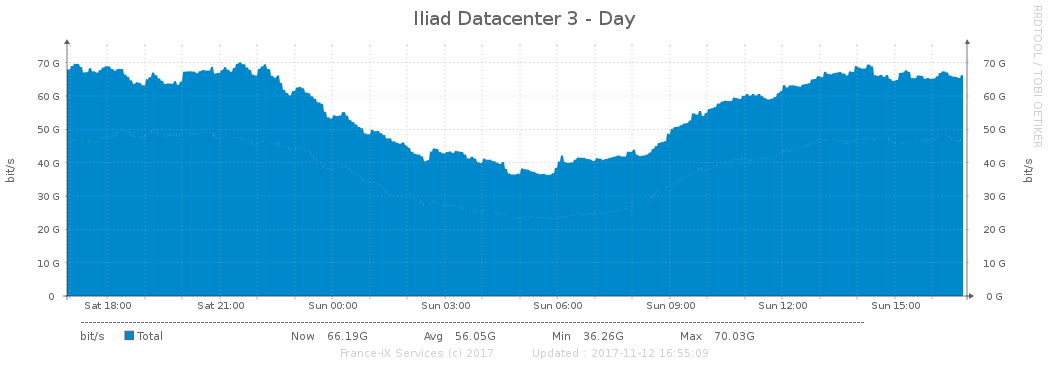 Iliad Datacenter 3 - Day
RRDTOOL / TOBI OETIKER
bit/s
70 G
60 G
50 G
40 G
30 G
20 G
10 G
0
70 G
60 G
50 G
40 G
30 G
20 G
10 G
0 G
bit/s
Sat 18:00 Sat 21:00 Sun 00:00 Sun 03:00 Sun 06:00 Sun 09:00 Sun 12:00 Sun 15:00
bit/s Total Now 66.19G Avg 56.05G Min 36.26G Max 70.03G
France-IX Services (c) 2017 Updated : 2017-11-12 16:55:09